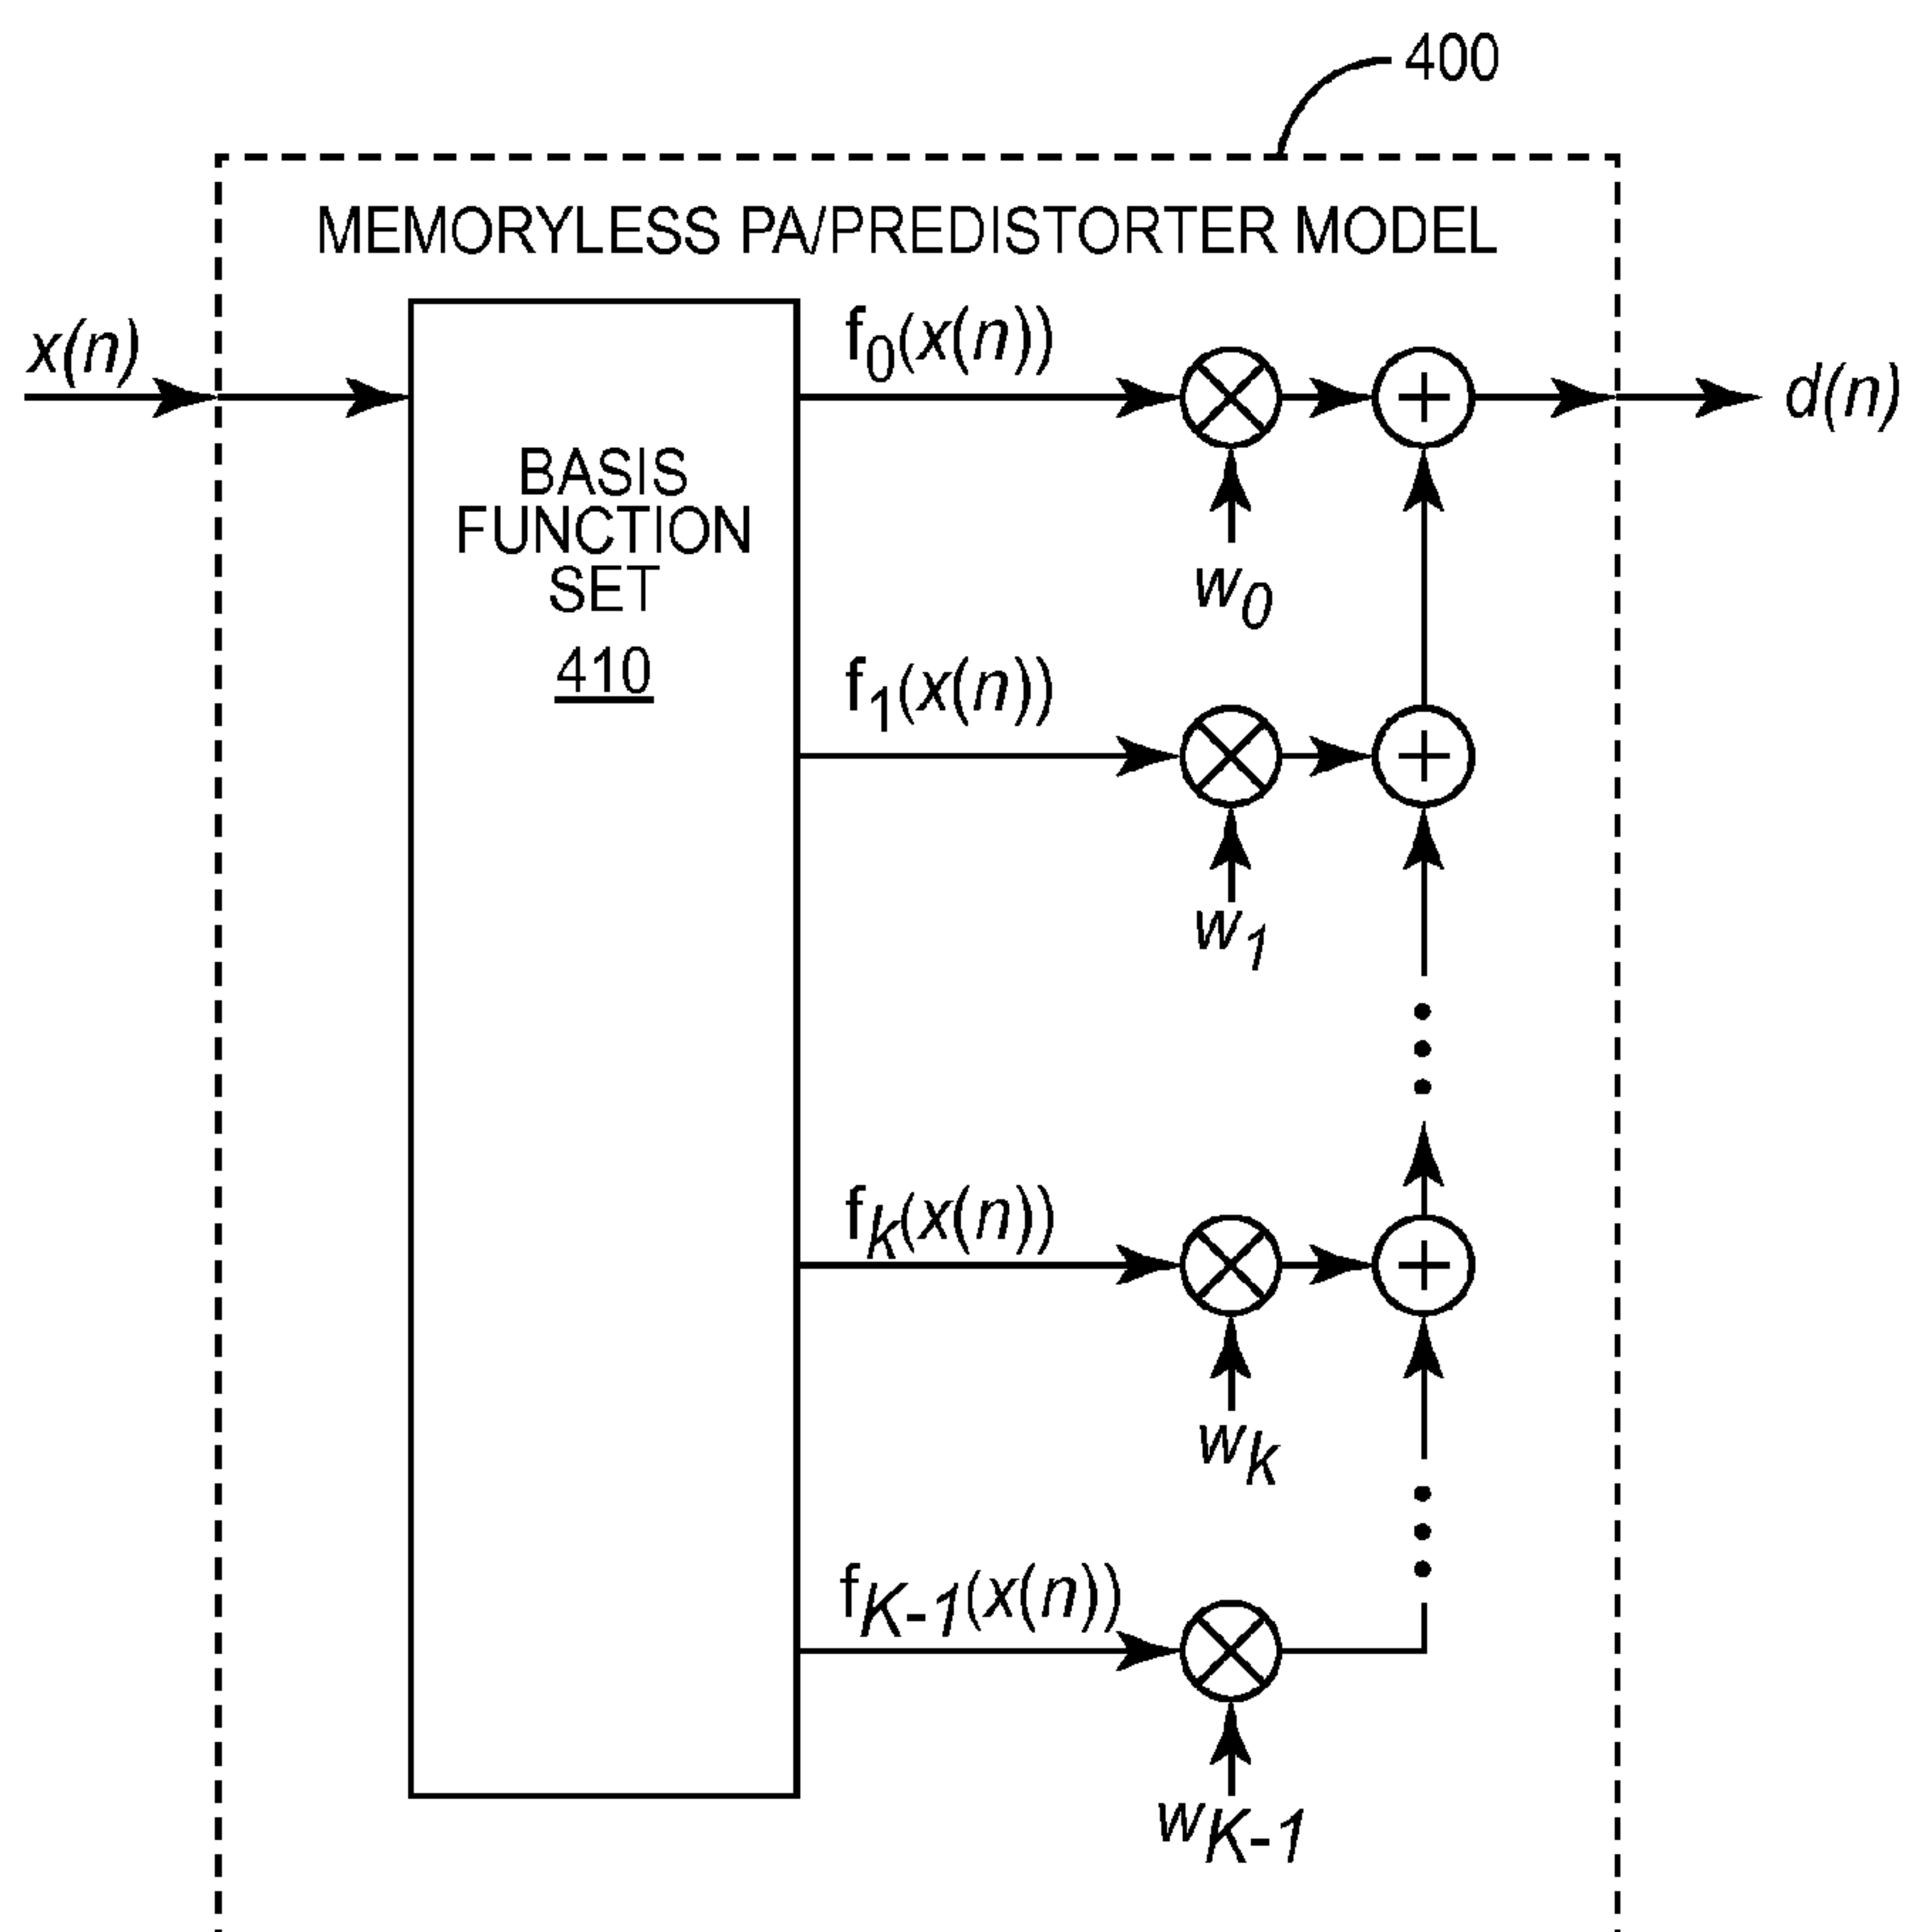 400
MEMORYLESS PA/PREDISTORTER MODEL
x(n)
f0(x(n))
d(n)
BASIS
FUNCTION
SET
410
w0
f1(x(n))
w1
fk(x(n))
wk
fK-1(x(n))
wK-1